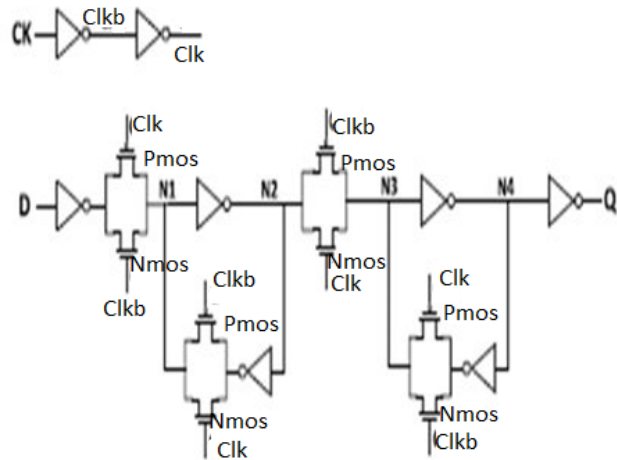 CK
Clkb
Clk
Clk
Pmos
Clkb
Pmos
D
N1
N2
N3
N4
Q
Nmos
Clkb
Nmos
Clk
Clkb
Pmos
Clk
Pmos
Nmos
Clk
Nmos
Clkb